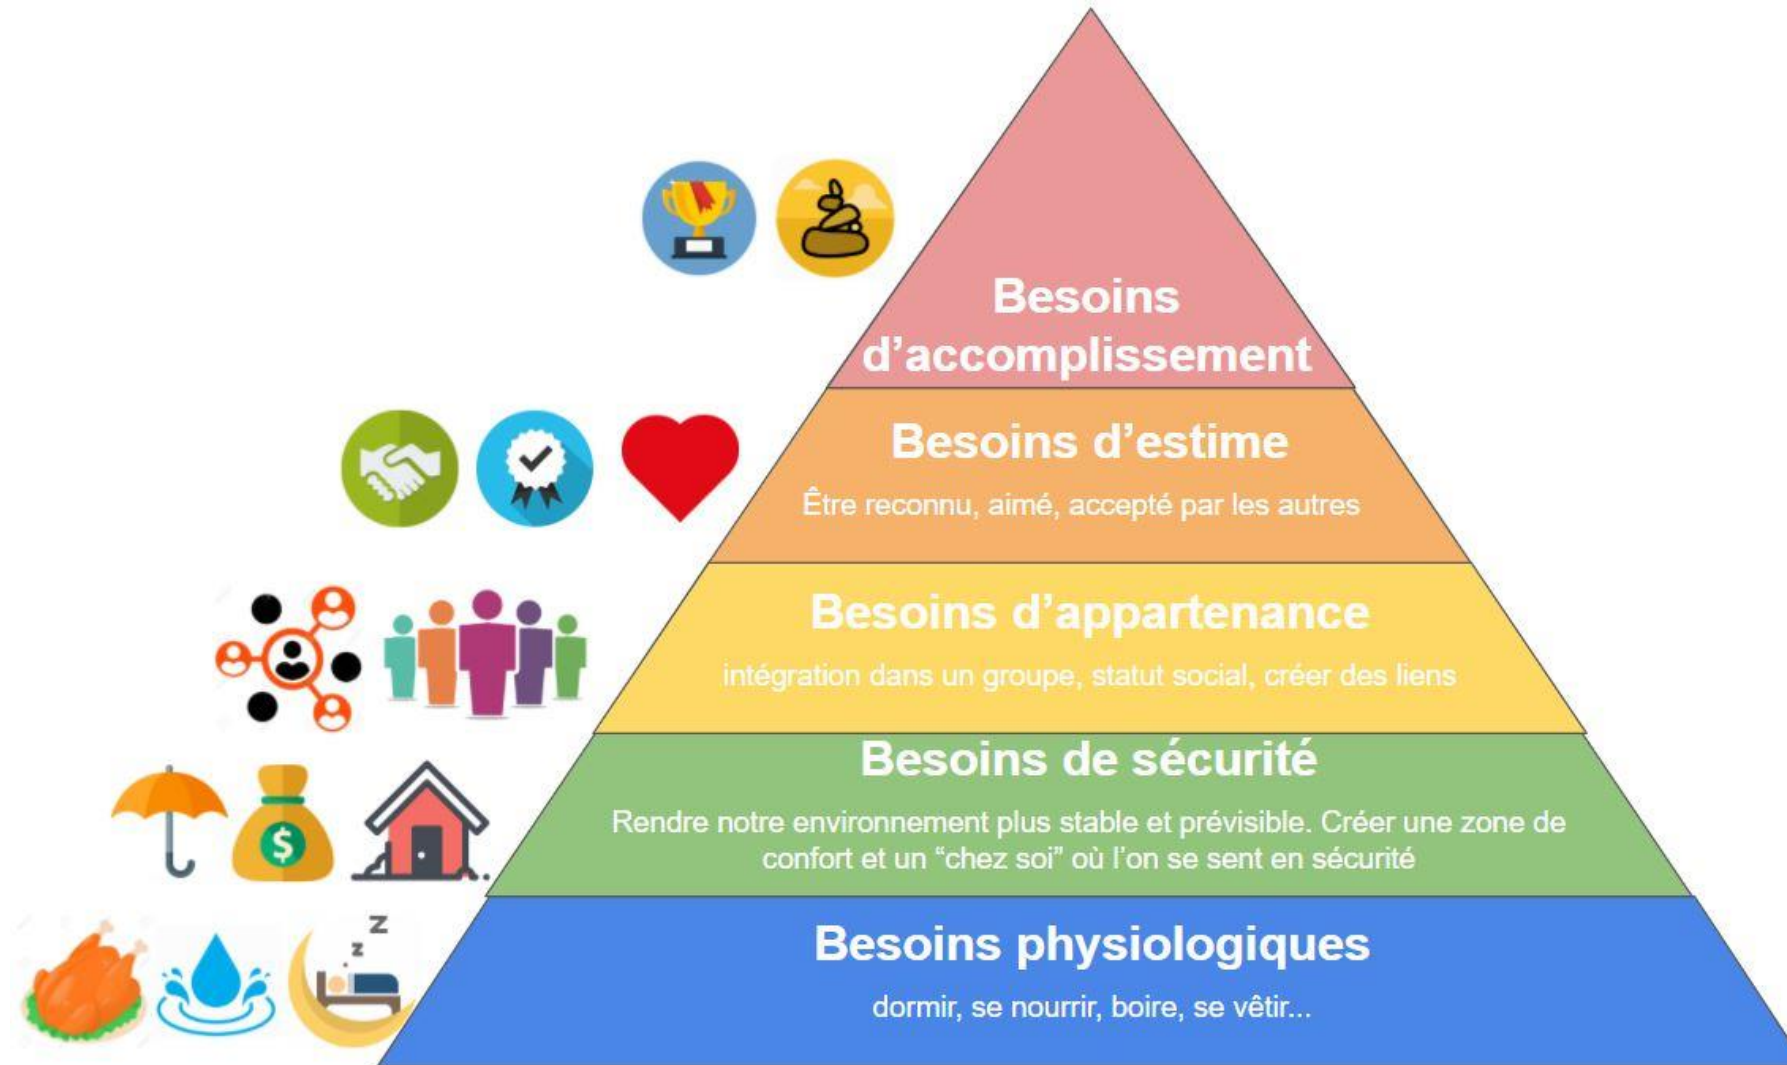 Besoins
d’accomplissement
Besoins d’estime
Être reconnu, aimé, accepté par les autres
Besoins d’appartenance
intégration dans un groupe, statut social, créer des liens
Besoins de sécurité
Rendre notre environnement plus stable et prévisible. Créer une zone de
confort et un “chez soi” où l’on se sent en sécurité
$
Z
z
Besoins physiologiques
dormir, se nourrir, boire, se vêtir...